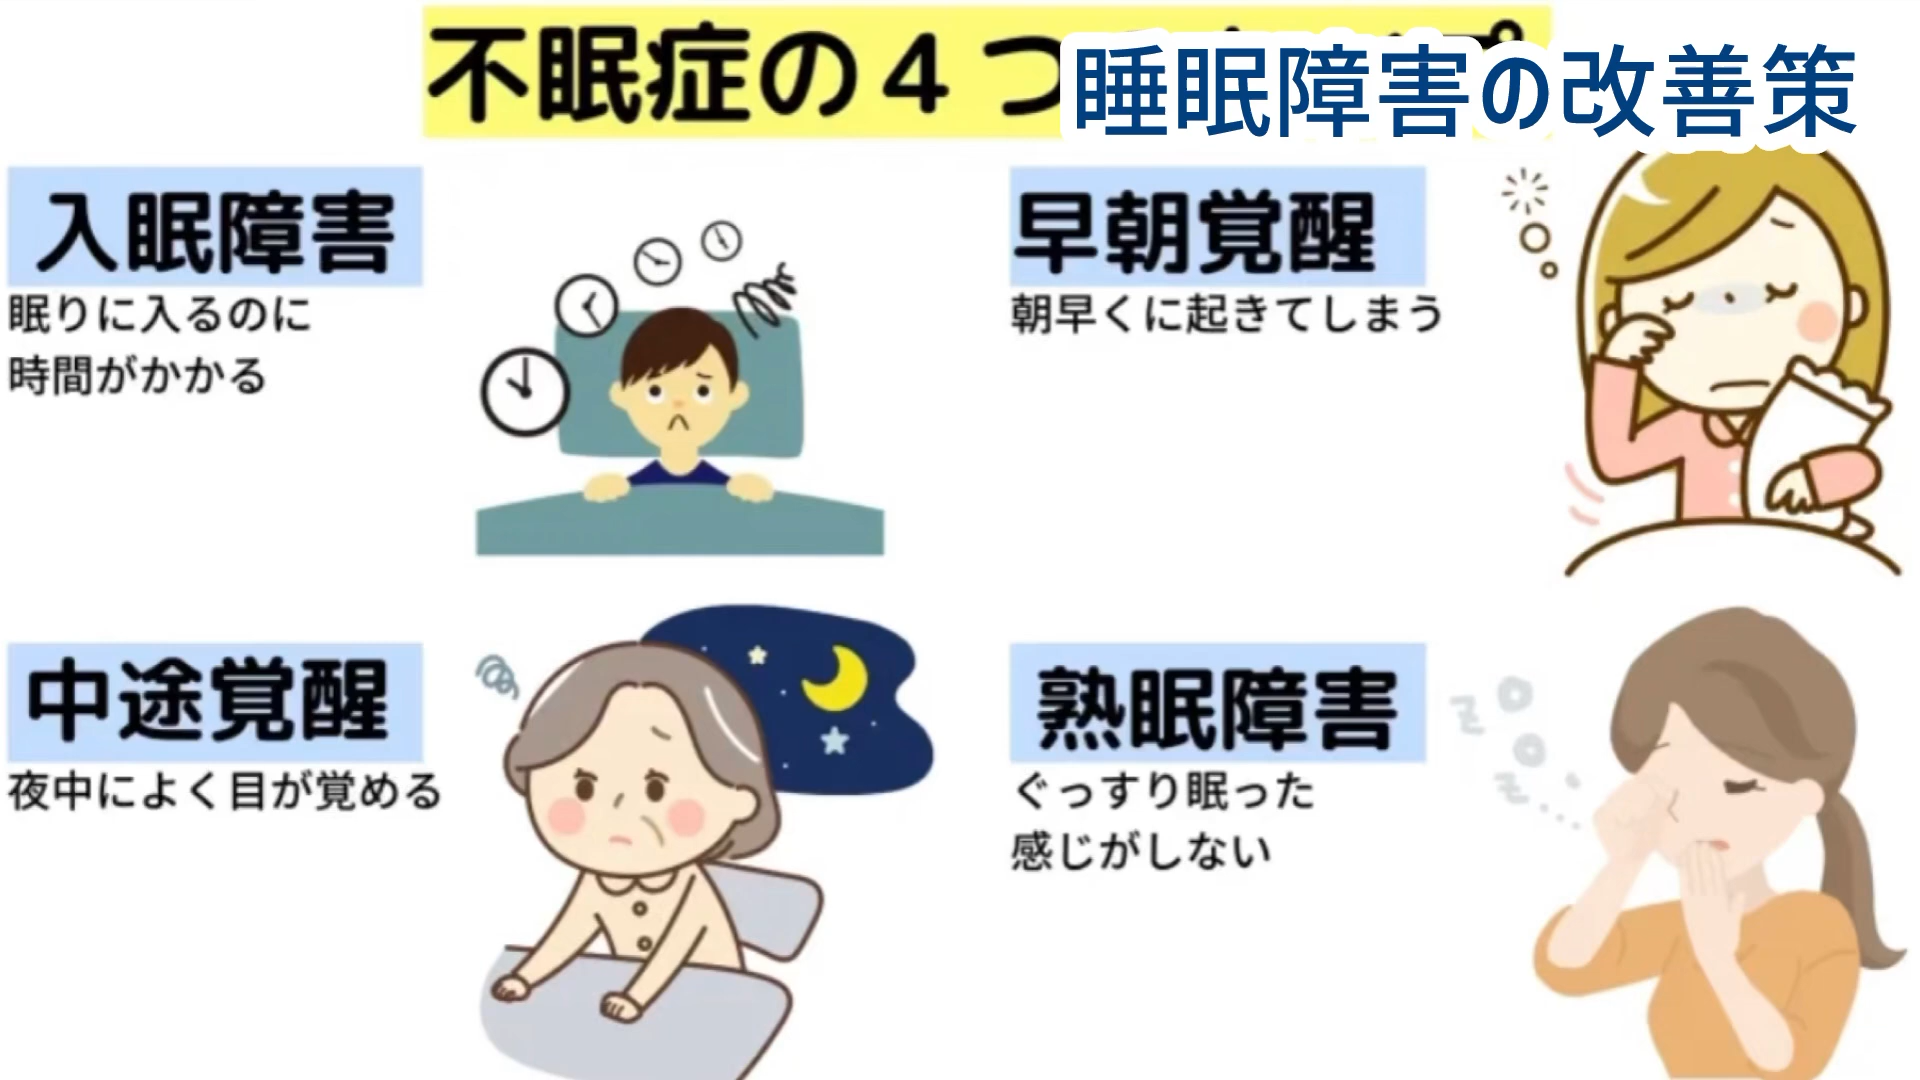 不眠症の４つ
睡眠障害の改善策
入眠障害
眠りに入るのに
時間がかかる
早朝覚醒
朝早くに起きてしまう
中途覚醒
夜中によく目が覚める
熟眠障害
ぐっすり眠った
感じがしない